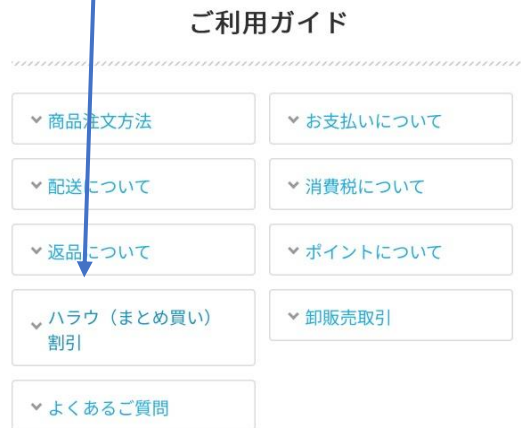 ご利用ガイド
商品注文方法
お支払いについて
配送について
消費税について
返品について
ポイントについて
ハラウ（まとめ買い）
割引
卸販売取引
よくあるご質問